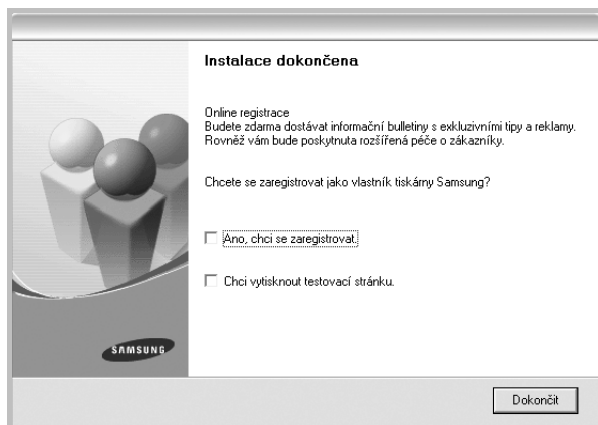 Instalace dokončena
Online registrace
Budete zdarma dostávat informační bulletiny s exkluzivními tipy a reklamy.
Rovněž vám bude poskytnuta rozšířená péče o zákazníky.
Chcete se zaregistrovat jako vlastník tiskárny Samsung?
Ano, chci se zaregistrovat.
Chci vytisknout testovací stránku.
SAMSUNG
Dokončit